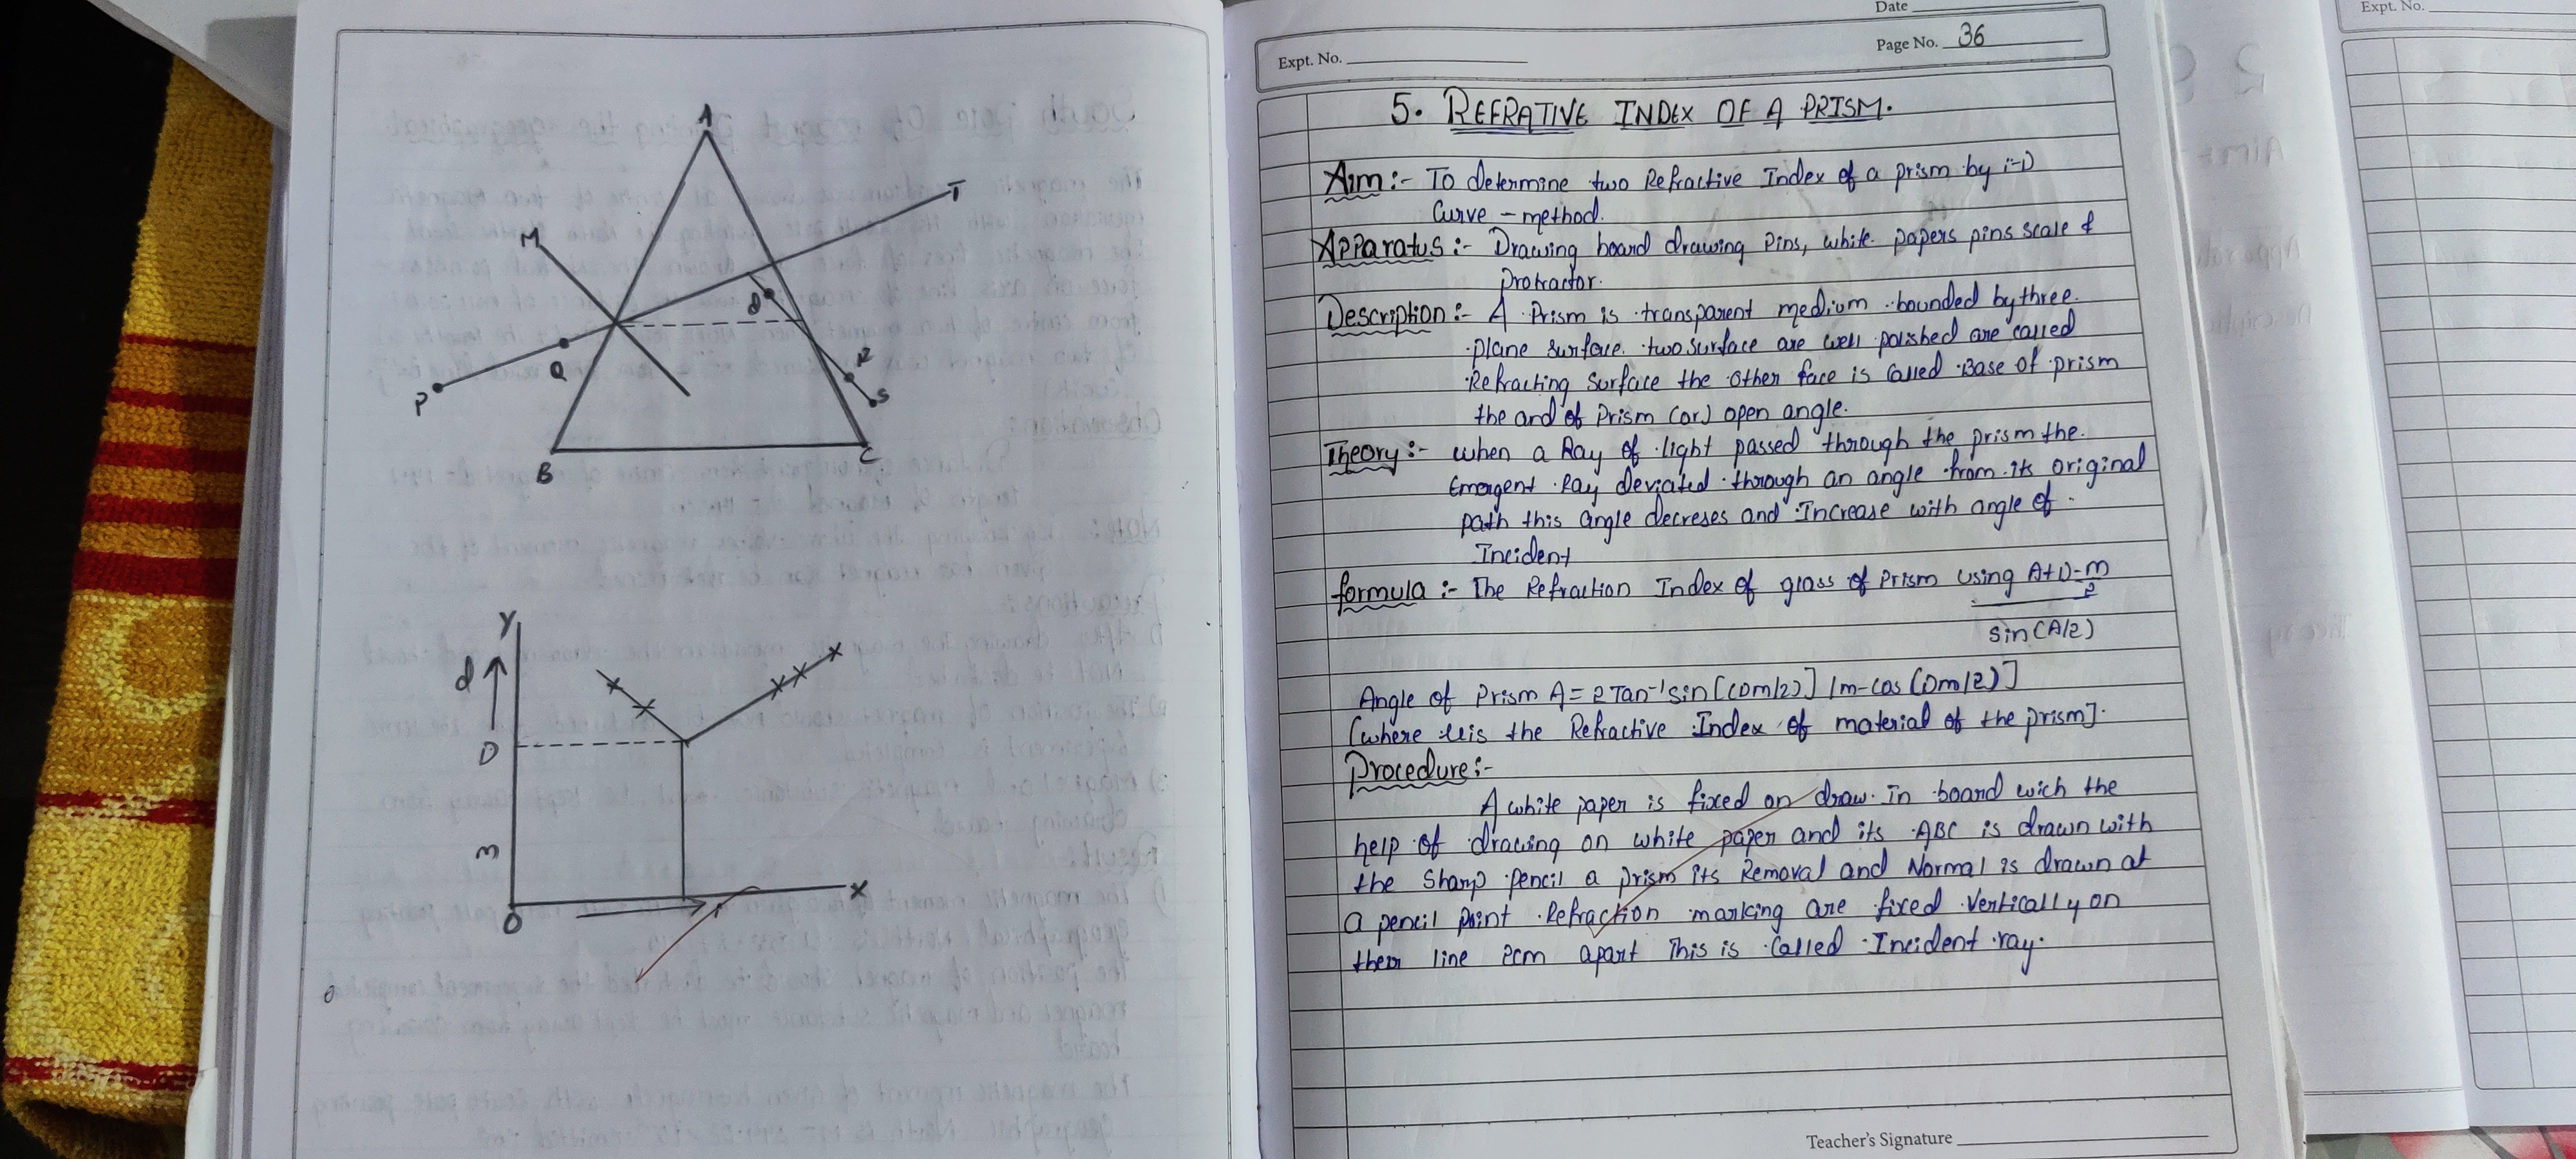 A
T
M
d
Q
R
P
S
B
C
Y
d
D
m
X
O
Date
Expt. No.
Page No. 36
5. REFRATIVE INDEX OF A PRISM.
Aim:- To determine two Refractive Index of a prism by i-D
Curve - method.
Apparatus :- Drawing board drawing Pins, white papers pins scale &
Protractor.
Description :- A Prism is transparent medium bounded by three
plane surface. two surface are well polished are called
Refracting surface the other face is Called Base of prism
the and of Prism (or) open angle.
Theory :- when a Ray of light passed through the prism the
Emergent Ray deviated through an angle from its original
path this angle decreses and Increase with angle of
Incident
formula :- The Refraction Index of glass of Prism using A+D-m
2
sin(A/2)
Angle of Prism A= 2Tan⁻¹sin[(Dm/2)] /m-cos(Dm/2)]
[where u is the Refractive Index of material of the prism].
Procedure :-
A white paper is fixed on draw in board wich the
help of drawing on white paper and its ABC is drawn with
the Sharp pencil a prism its Removal and Normal is drawn at
a pencil point Refraction marking are fixed Vertically on
line 2cm apart This is Called Incident ray.
Teacher's Signature
Expt. No.